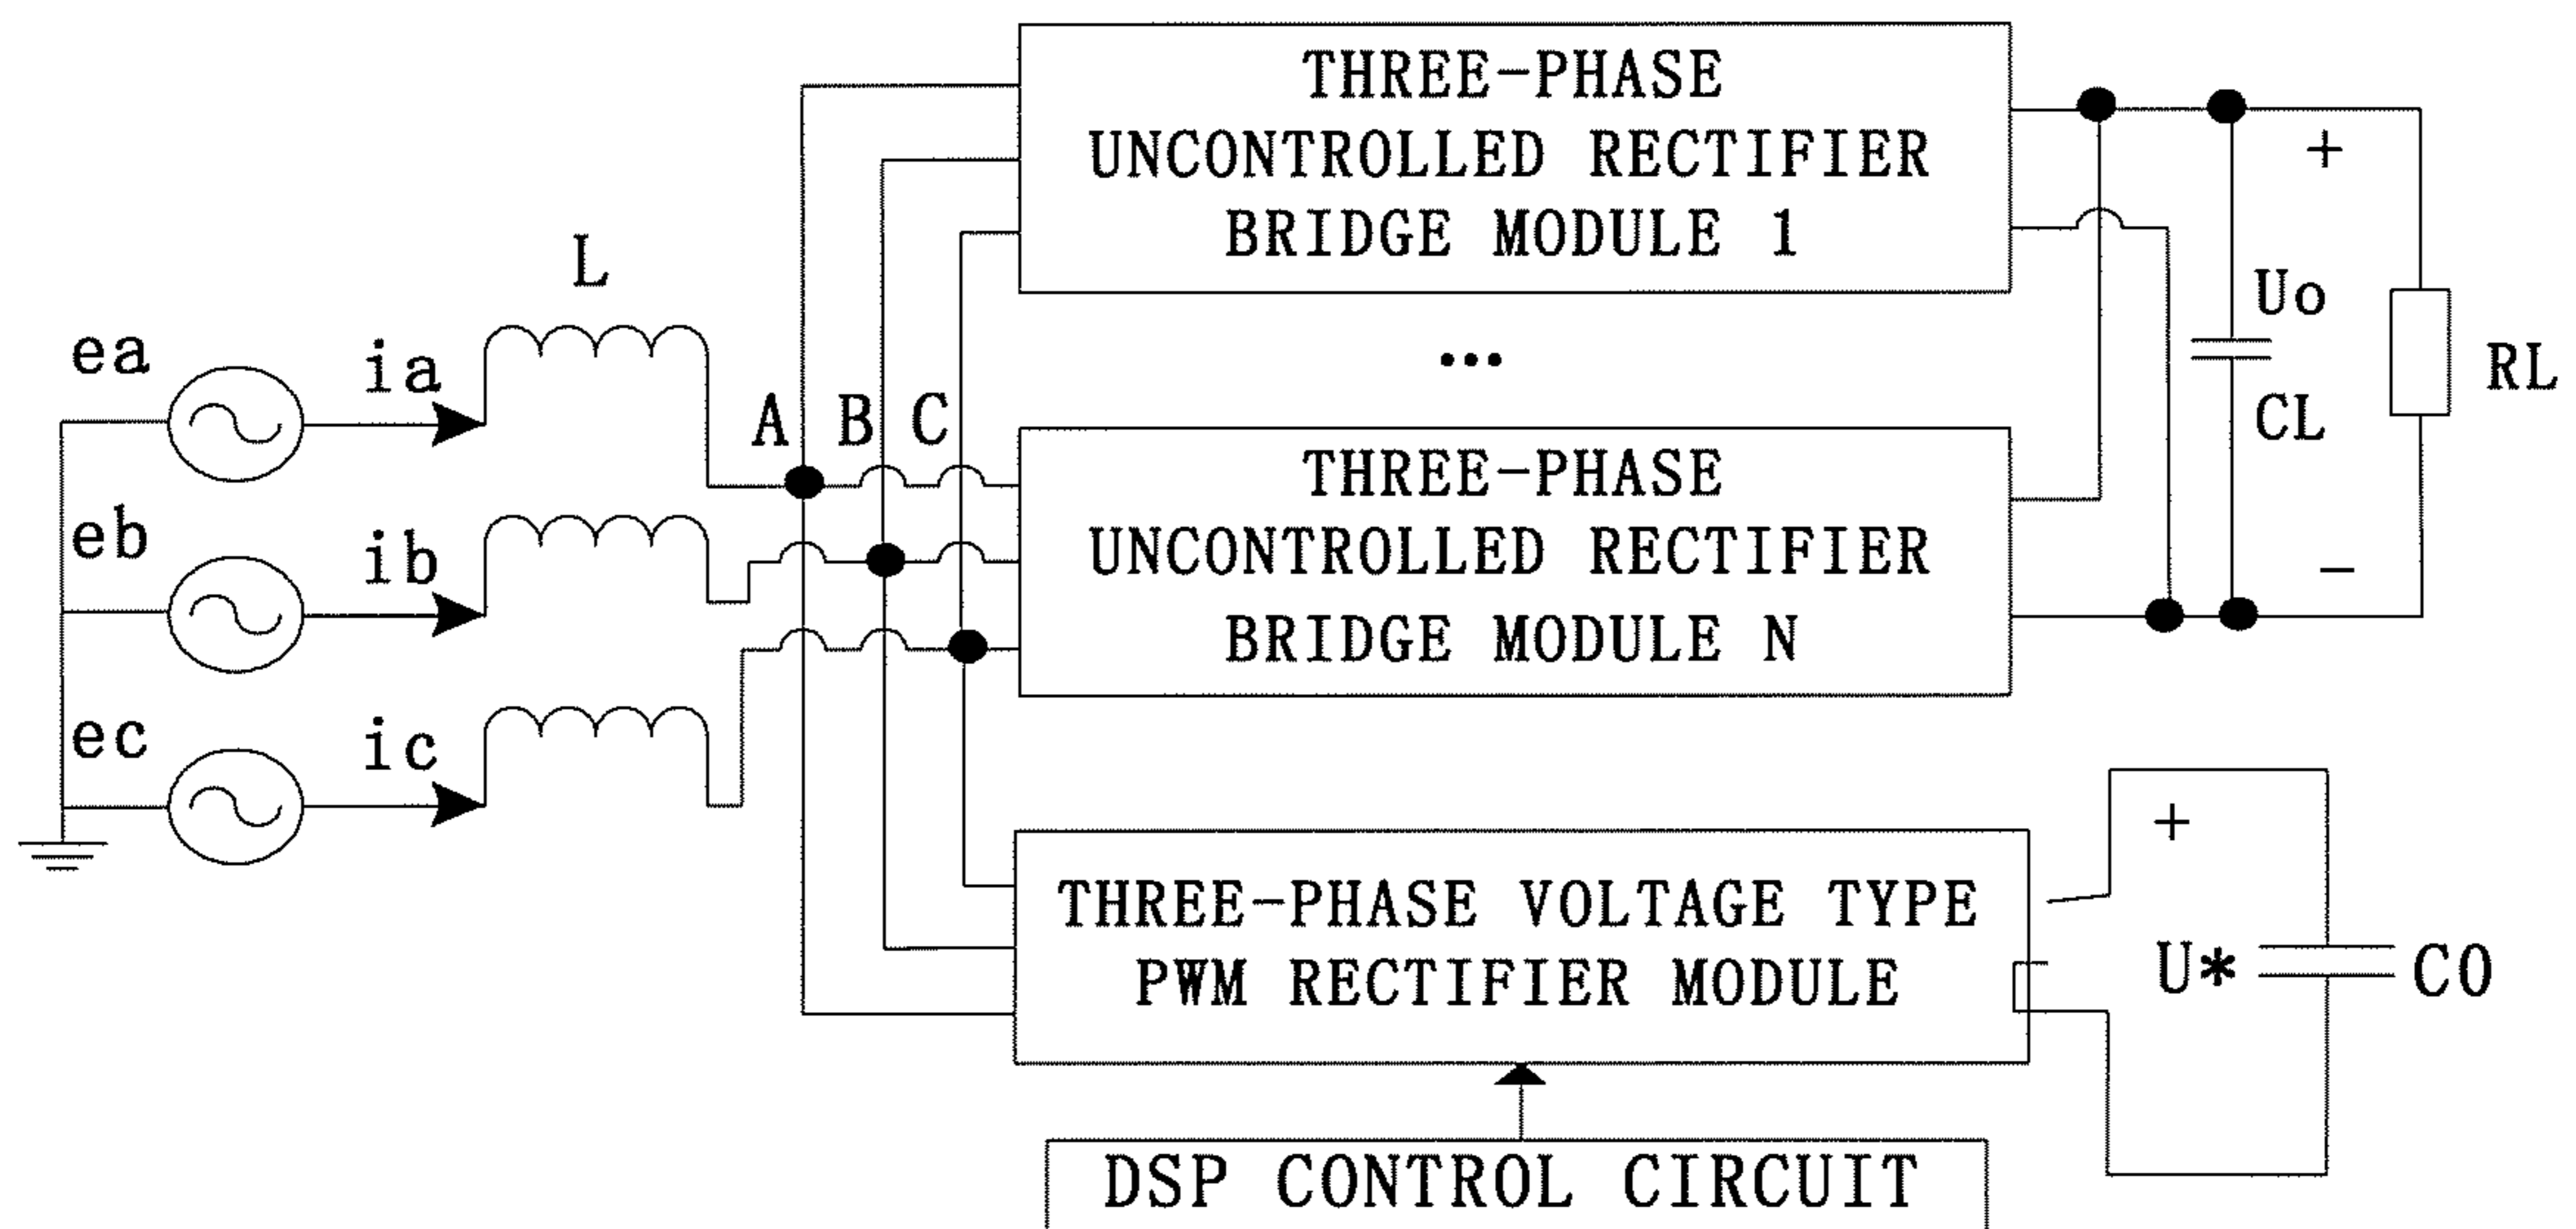 THREE-PHASE
UNCONTROLLED RECTIFIER
BRIDGE MODULE 1
+
L
Uo
ea
ia
...
RL
A B C
CL
THREE-PHASE
UNCONTROLLED RECTIFIER
BRIDGE MODULE N
eb
ib
-
ec
ic
+
THREE-PHASE VOLTAGE TYPE
PWM RECTIFIER MODULE
U*
C0
DSP CONTROL CIRCUIT